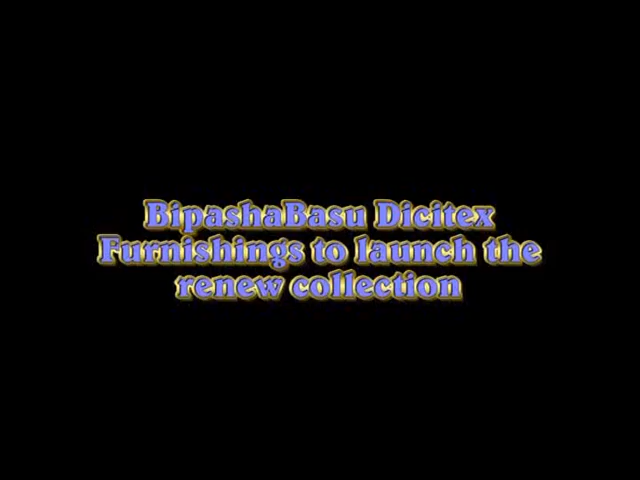 BipashaBasu Dicitex
Furnishings to launch the
renew collection